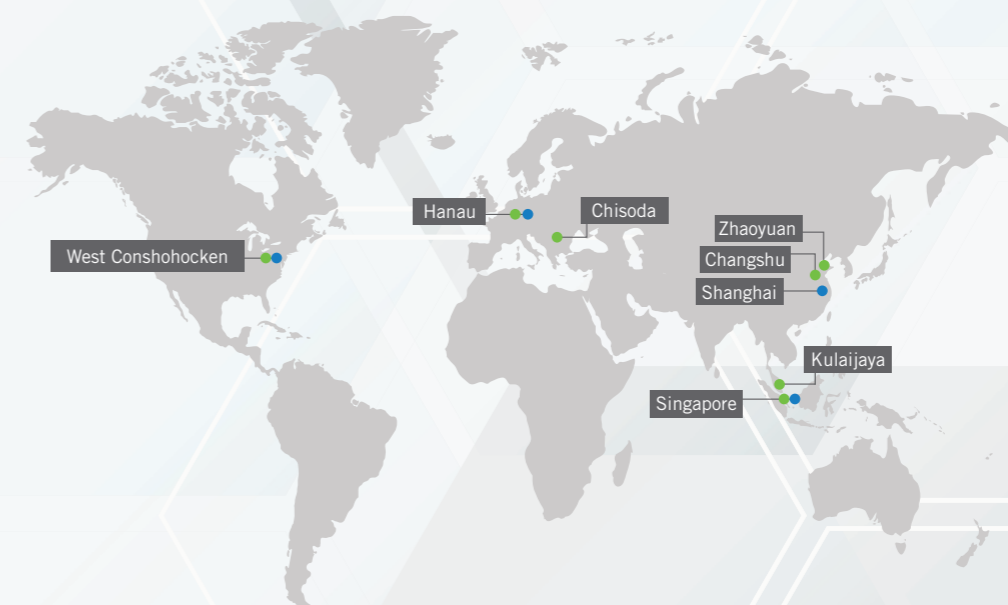 Hanau
Chisoda
Zhaoyuan
West Conshohocken
Changshu
Shanghai
Kulaijaya
Singapore